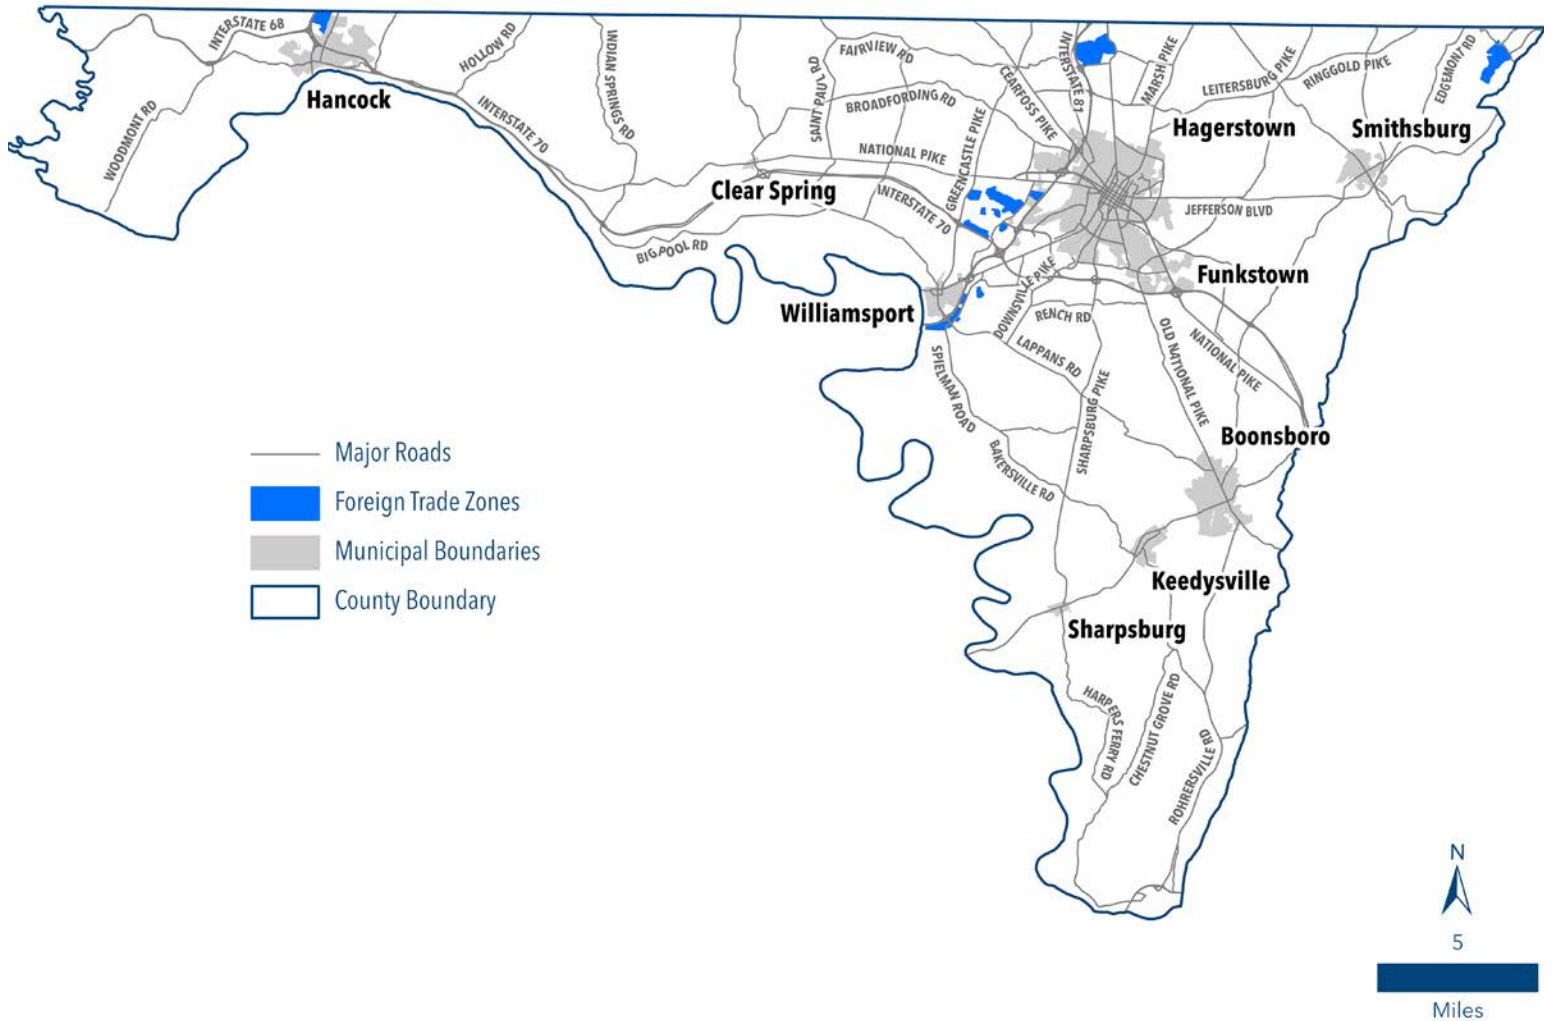 INTERSTATE 68
HOLLOW RD
INDIAN SPRINGS RD
SAINT PAUL RD
FAIRVIEW RD
CEARFOSS PIKE
INTERSTATE 81
MARSH PIKE
LEITERSBURG PIKE
RINGGOLD PIKE
EDGEMONT RD
WOODMONT RD
Hancock
INTERSTATE 70
BROADFORDING RD
GREENCASTLE PIKE
Hagerstown
Smithsburg
NATIONAL PIKE
Clear Spring
INTERSTATE 70
JEFFERSON BLVD
BIG POOL RD
Funkstown
Williamsport
DOWNSVILLE PIKE
RENCH RD
LAPPANS RD
OLD NATIONAL PIKE
NATIONAL PIKE
SPIELMAN ROAD
SHARPSBURG PIKE
Boonsboro
BAKERSVILLE RD
Major Roads
Foreign Trade Zones
Municipal Boundaries
County Boundary
Keedysville
Sharpsburg
HARPERS FERRY RD
CHESTNUT GROVE RD
ROHRERSVILLE RD
N
5
Miles